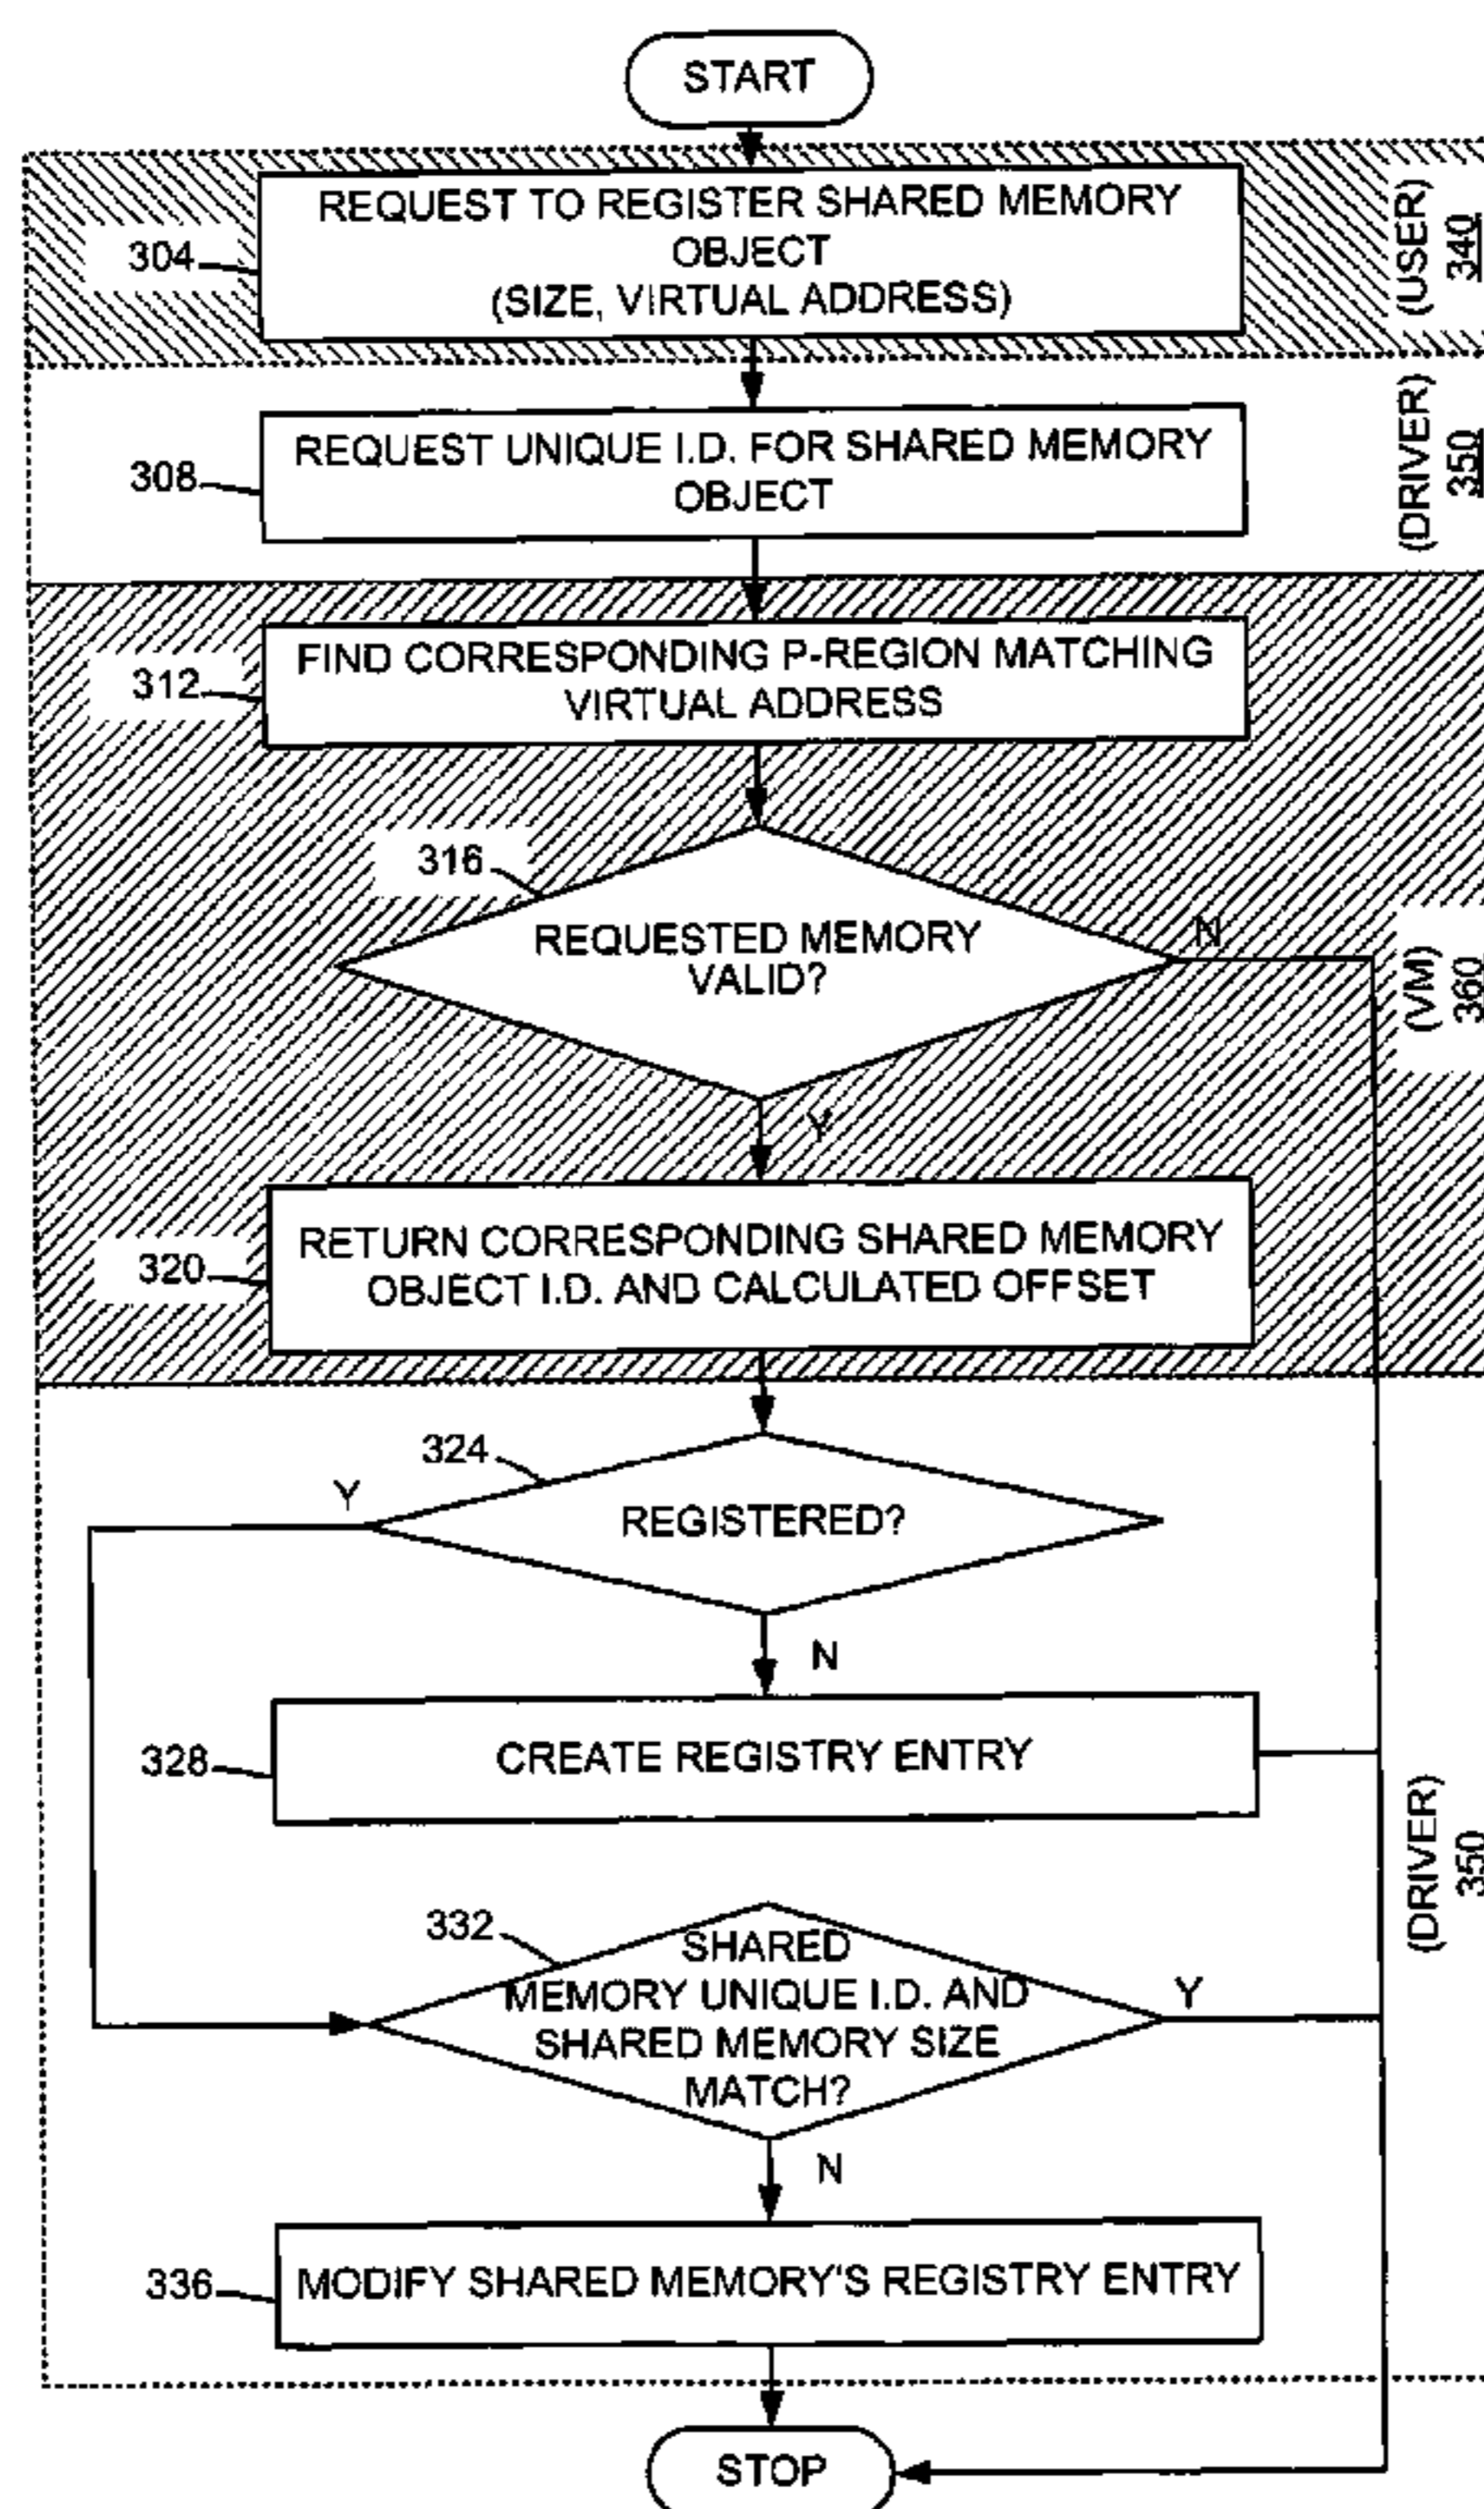 START
REQUEST TO REGISTER SHARED MEMORY
OBJECT
(SIZE, VIRTUAL ADDRESS)
304
(USER)
340
REQUEST UNIQUE I.D. FOR SHARED MEMORY
OBJECT
308
(DRIVER)
350
FIND CORRESPONDING P-REGION MATCHING
VIRTUAL ADDRESS
312
316
REQUESTED MEMORY
VALID?
N
(VM)
360
Y
RETURN CORRESPONDING SHARED MEMORY
OBJECT I.D. AND CALCULATED OFFSET
320
324
Y
REGISTERED?
N
CREATE REGISTRY ENTRY
328
(DRIVER)
350
332
SHARED
MEMORY UNIQUE I.D. AND
SHARED MEMORY SIZE
MATCH?
Y
N
MODIFY SHARED MEMORY'S REGISTRY ENTRY
336
STOP